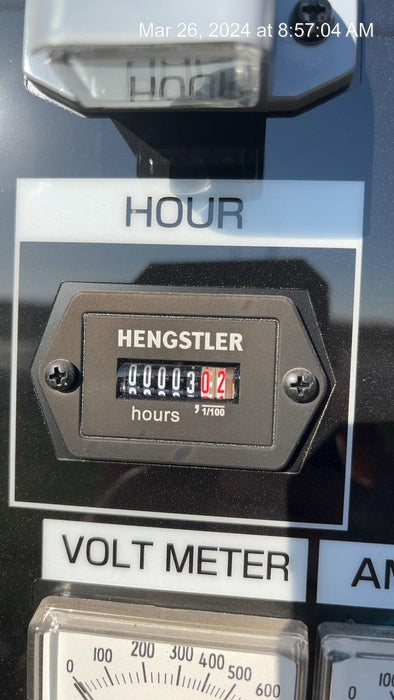 Mar 26, 2024 at 8:57:04 AM
HOUR
HENGSTLER
0000302
hours , 1/100
VOLT METER
AM
0 100 200 300 400 500 600
0 100